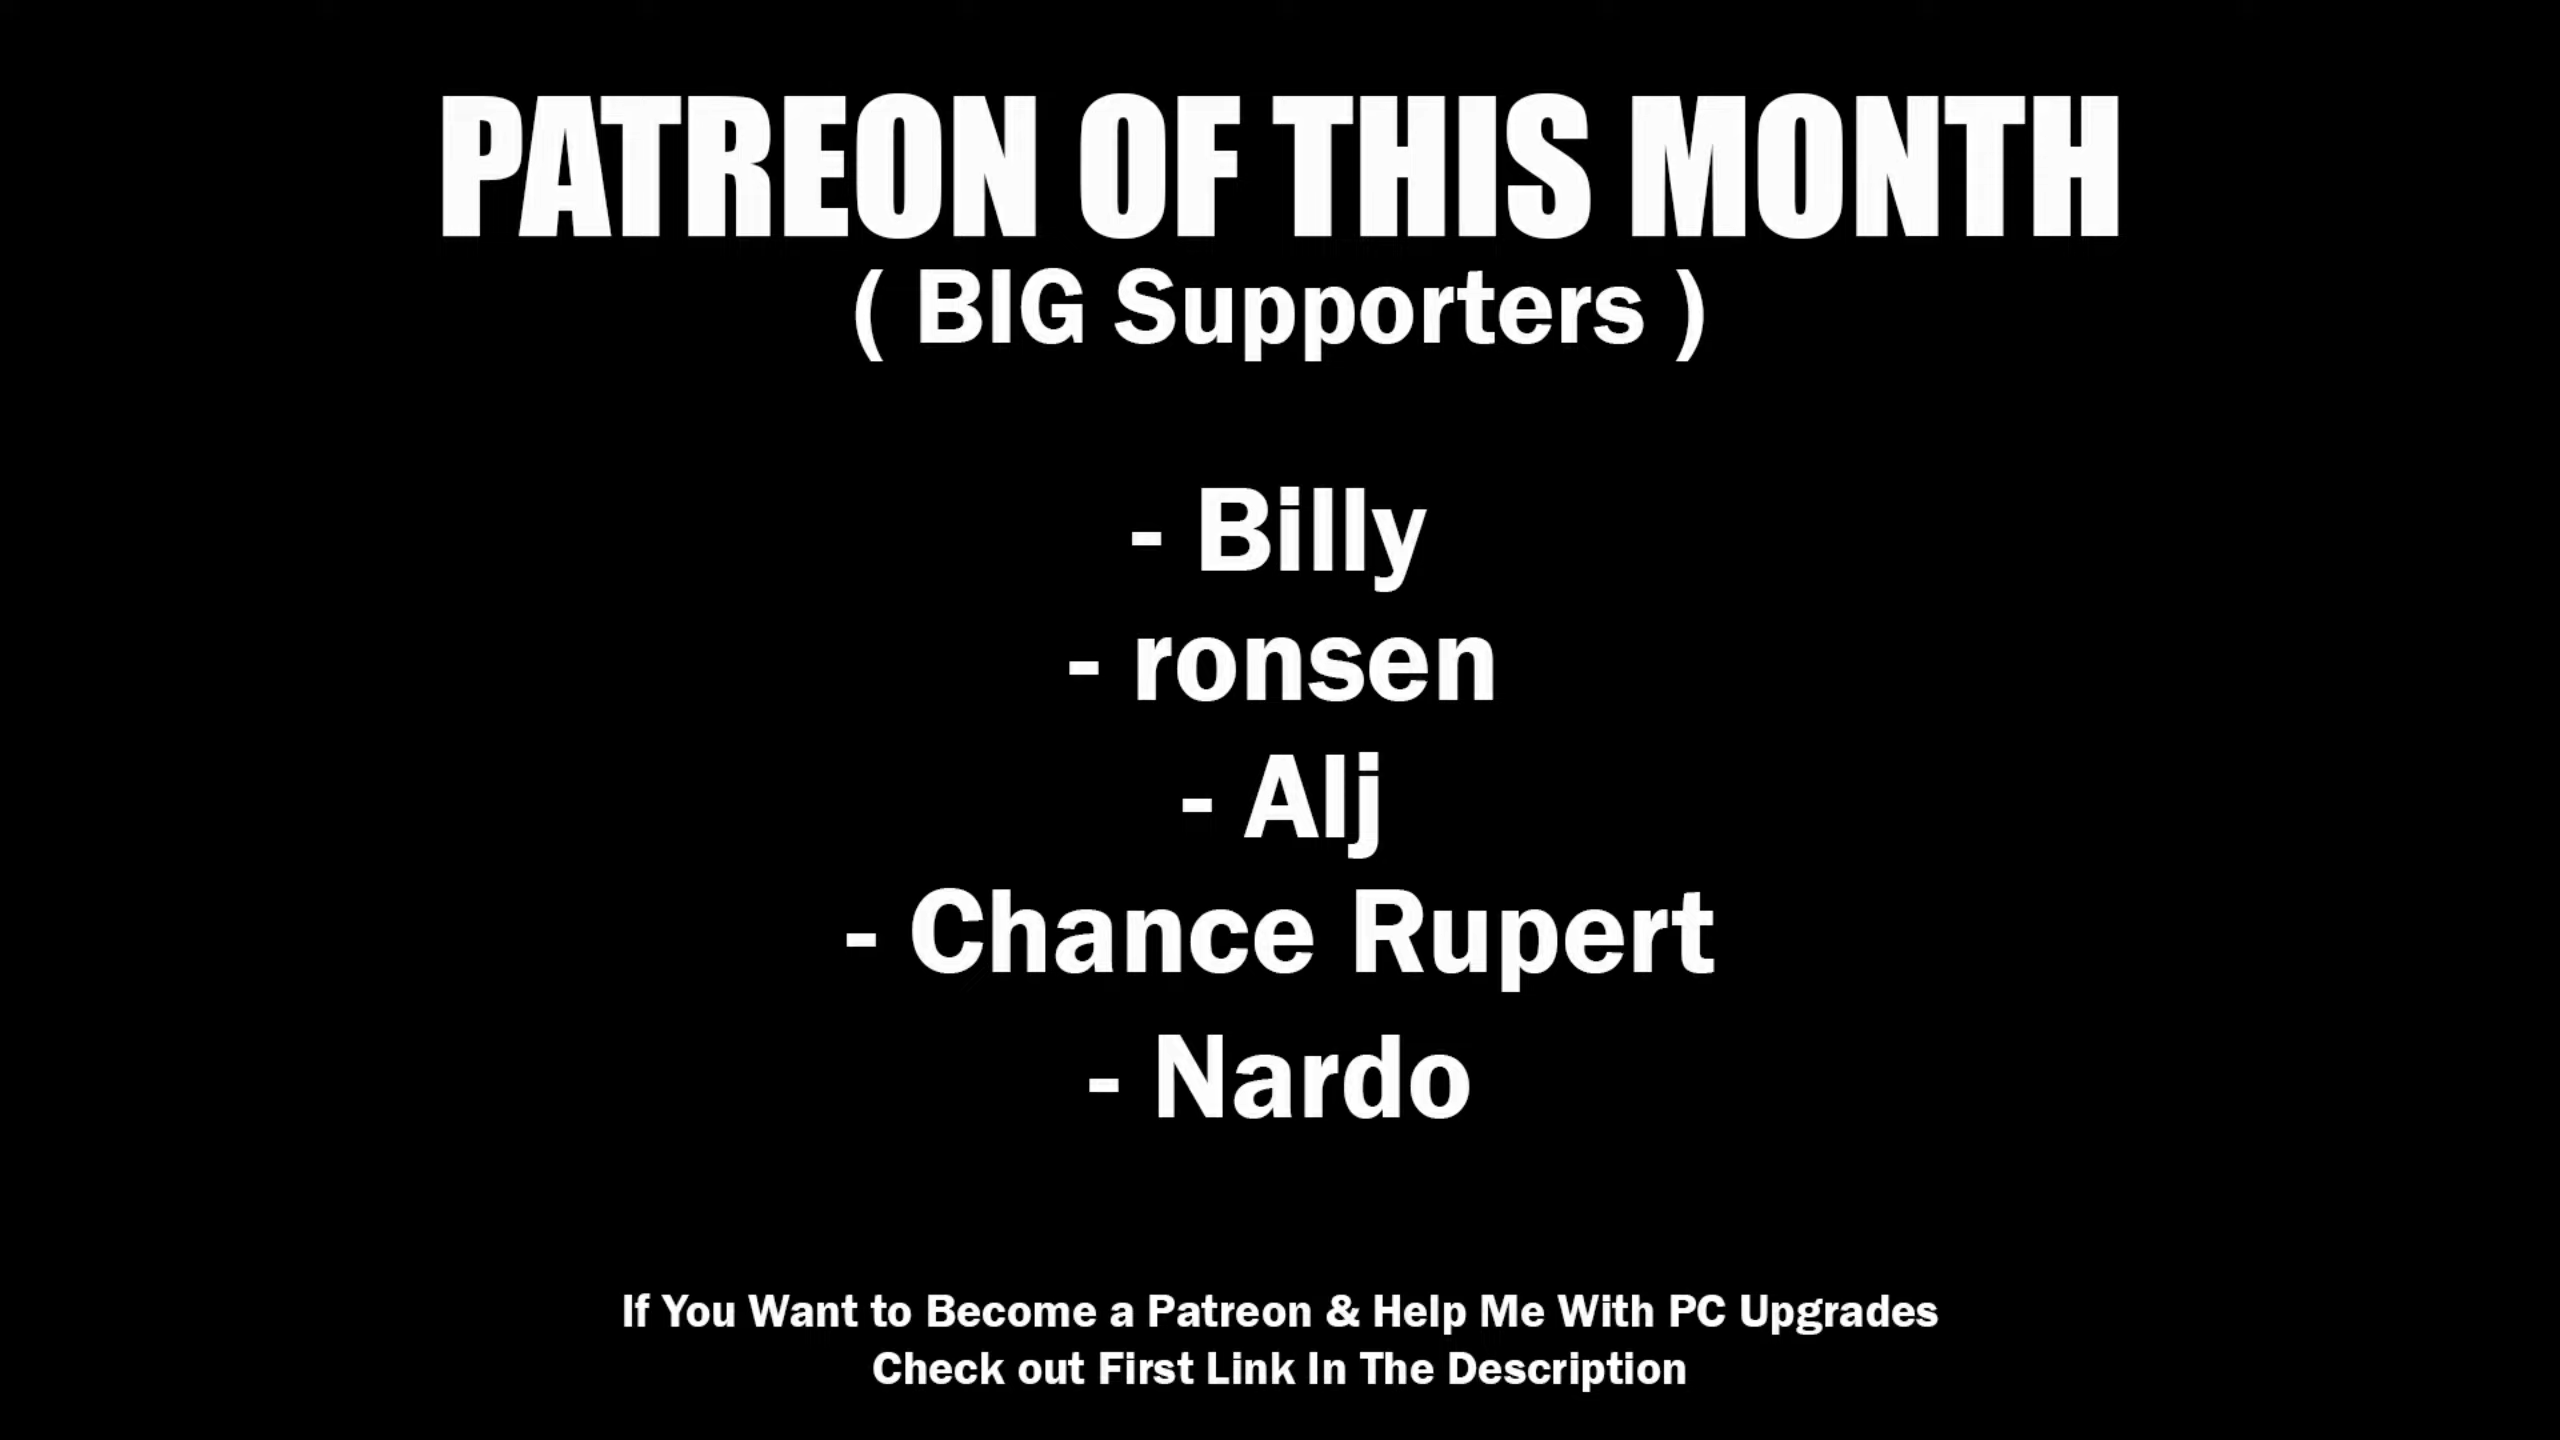 PATREON OF THIS MONTH
( BIG Supporters )
- Billy
- ronsen
- Alj
- Chance Rupert
- Nardo
If You Want to Become a Patreon & Help Me With PC Upgrades
Check out First Link In The Description